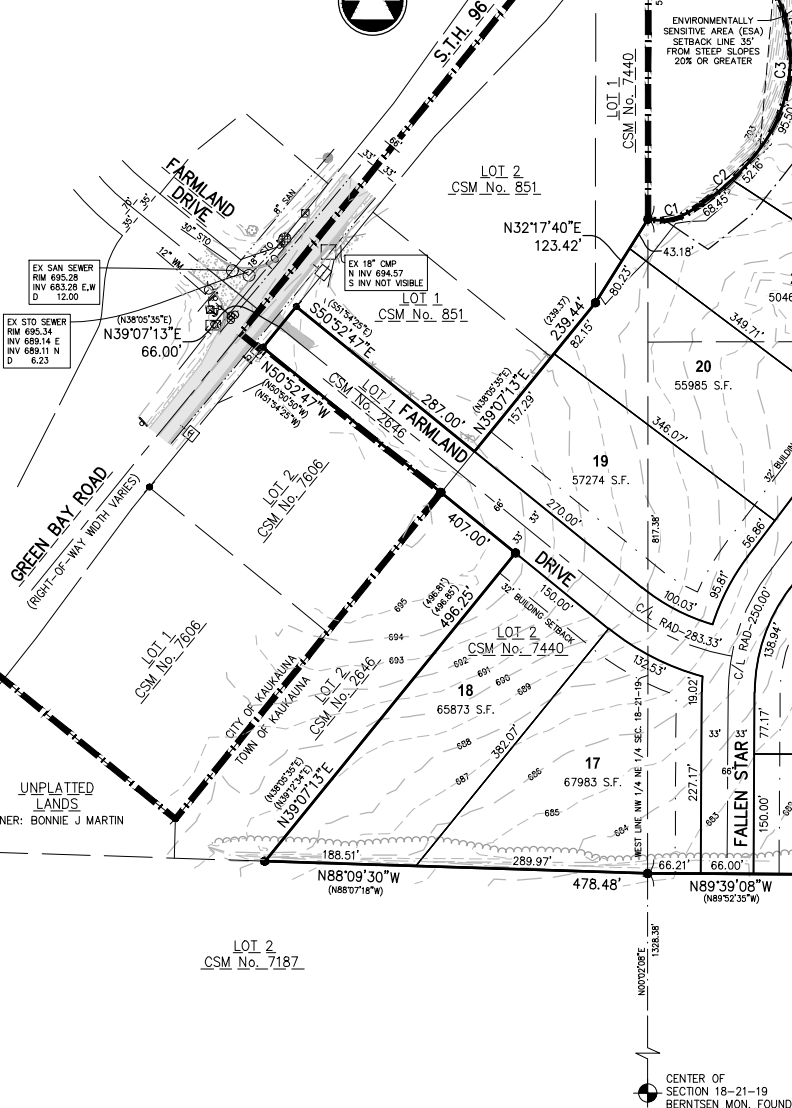 S.T.H. 96
ENVIRONMENTALLY
SENSITIVE AREA (ESA)
SETBACK LINE 35'
FROM STEEP SLOPES
20% OR GREATER
LOT 1
CSM No. 7440
C3
95.50'
703
C2
52.16'
C1
68.45'
43.18'
LOT 2
CSM No. 851
N32°17'40"E
123.42'
80.23'
66'
33'
33'
FARMLAND
DRIVE
8" SAN
30" STO
STO
12" WM
70'
35'
35'
EX SAN SEWER
RIM 695.28
INV 683.28 E,W
D 12.00
EX STO SEWER
RIM 695.34
INV 689.14 E
INV 689.11 N
D 6.23
(N38°05'35"E)
N39°07'13"E
66.00'
EX 18" CMP
N INV 694.57
S INV NOT VISIBLE
LOT 1
CSM No. 851
(S51°54'25"E)
S50°52'47"E
287.00'
(239.37)
239.44'
82.15'
(N38°05'35"E)
N39°07'13"E
157.29'
349.71'
5046
20
55985 S.F.
346.07'
32' BUILDING
N50°52'47"W
(N50°50'50"W)
(N51°54'25"W)
LOT 1
CSM No. 2646
FARMLAND
DRIVE
19
57274 S.F.
270.00'
817.38'
56.86'
95.81'
100.03'
C/L RAD-283.33'
C/L RAD-250.00'
138.94'
66'
33'
33'
407.00'
GREEN BAY ROAD
(RIGHT-OF-WAY WIDTH VARIES)
LOT 2
CSM No. 7606
LOT 1
CSM No. 7606
(496.81')
(496.85')
496.25'
150.00'
32' BUILDING SETBACK
LOT 2
CSM No. 7440
132.53'
19.02'
695
694
693
692
691
690
689
688
687
686
685
684
683
LOT 2
CSM No. 2646
18
65873 S.F.
382.07'
17
67983 S.F.
WEST LINE NW 1/4 NE 1/4 SEC. 18-21-19
227.17'
33'
33'
66'
77.17'
150.00'
FALLEN STAR
CITY OF KAUKAUNA
TOWN OF KAUKAUNA
(N38°05'35"E)
(N39°12'34"E)
N39°07'13"E
UNPLATTED
LANDS
NER: BONNIE J MARTIN
188.51'
289.97'
66.21'
66.00'
N88°09'30"W
(N88°07'18"W)
478.48'
N89°39'08"W
(N89°52'35"W)
LOT 2
CSM No. 7187
N00°02'08"E
1328.38'
CENTER OF
SECTION 18-21-19
BERNTSEN MON. FOUND